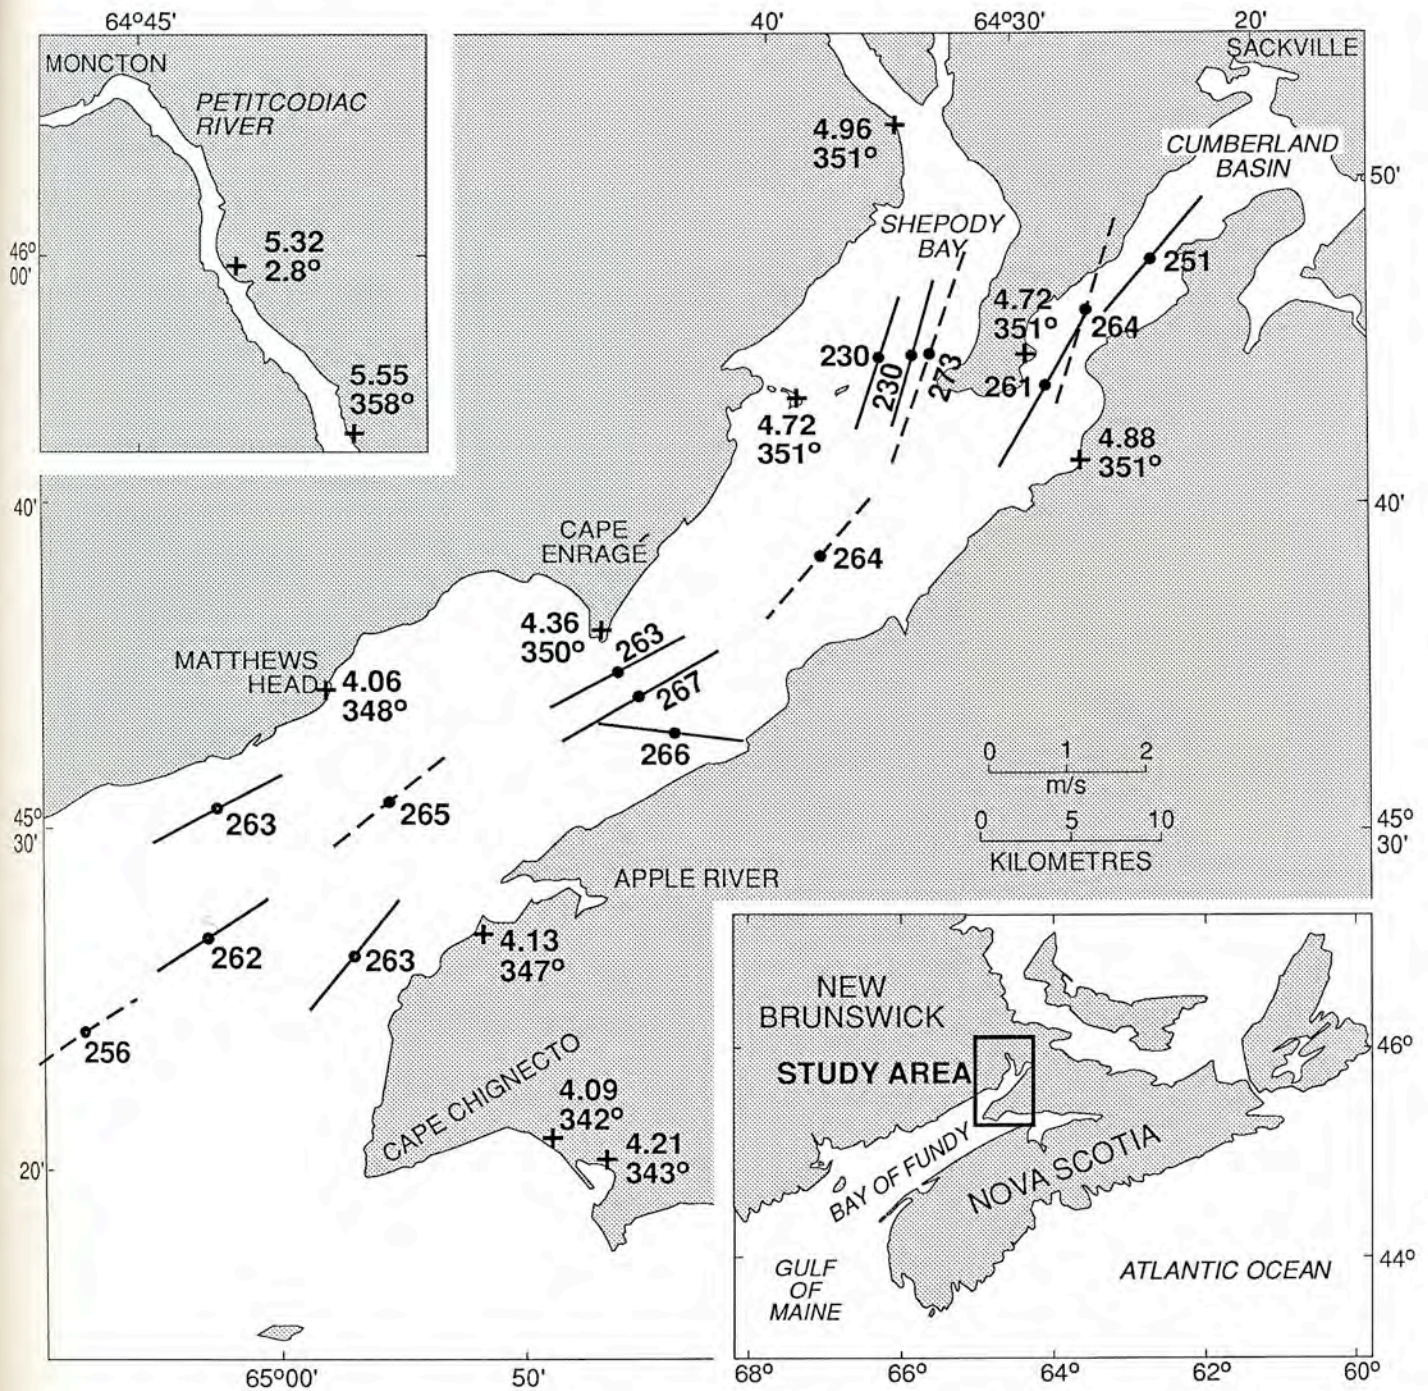 64°45'
40'
64°30'
20'
MONCTON
PETITCODIAC
RIVER
46°
00'
5.32
2.8°
5.55
358°
SACKVILLE
CUMBERLAND
BASIN
50'
4.96
351°
SHEPODY
BAY
251
4.72
351°
264
230
230
273
261
4.72
351°
4.88
351°
40'
40'
CAPE
ENRAGÉ
264
4.36
350°
263
MATTHEWS
HEAD
4.06
348°
267
266
0 1 2
m/s
0 5 10
KILOMETRES
45°
30'
45°
30'
263
265
APPLE RIVER
262
263
4.13
347°
256
CAPE CHIGNECTO
4.09
342°
4.21
343°
20'
65°00'
50'
NEW
BRUNSWICK
STUDY AREA
46°
BAY OF FUNDY
NOVA SCOTIA
44°
GULF
OF
MAINE
ATLANTIC OCEAN
68° 66° 64° 62° 60°